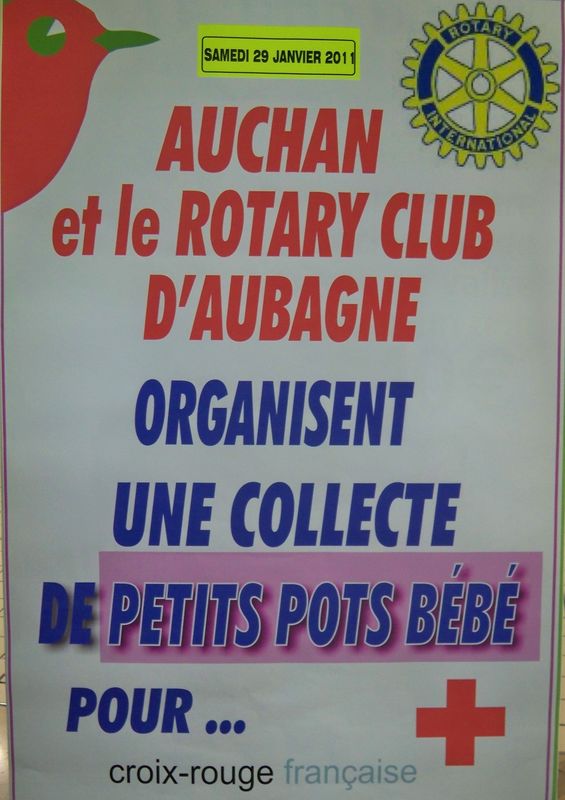 SAMEDI 29 JANVIER 2011
ROTARY
INTERNATIONAL
AUCHAN
et le ROTARY CLUB
D'AUBAGNE
ORGANISENT
UNE COLLECTE
DE PETITS POTS BÉBÉ
POUR ...
croix-rouge française